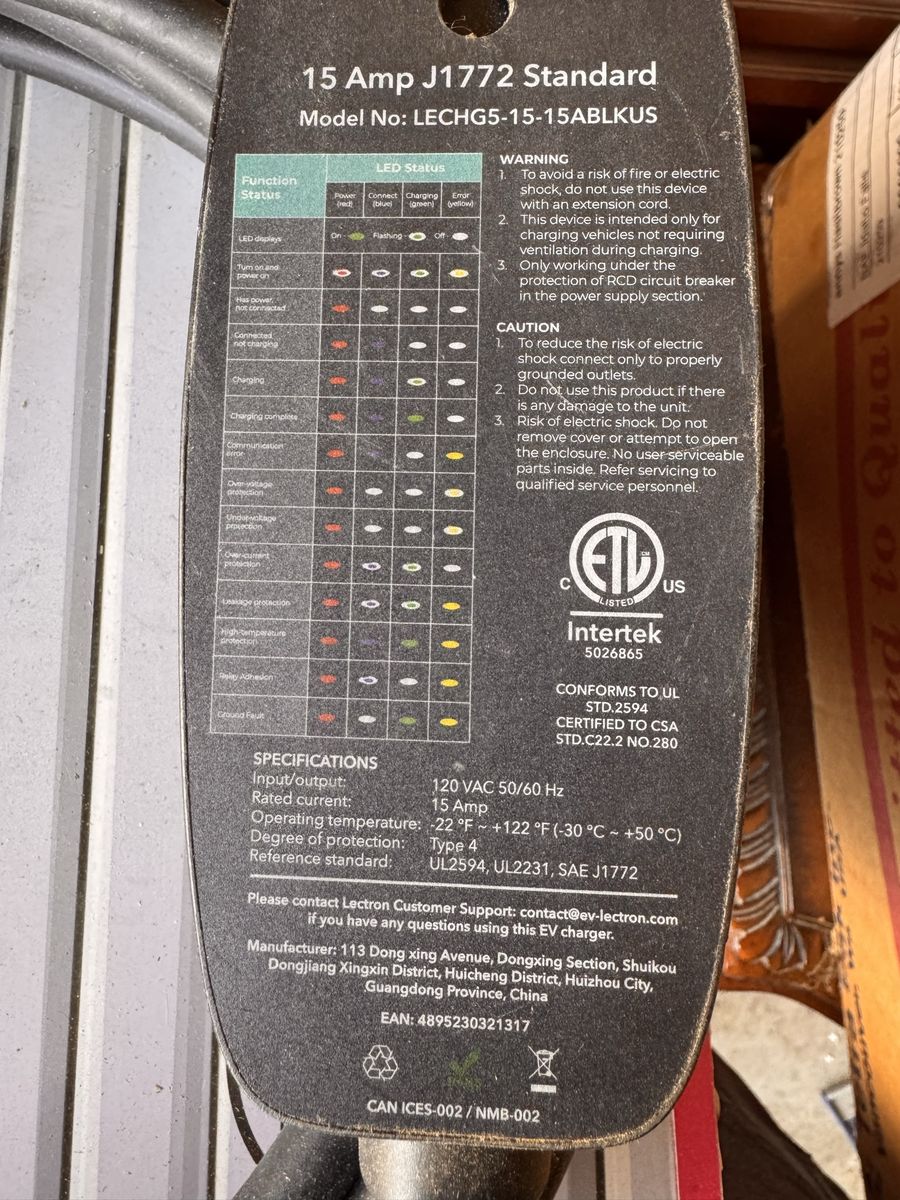 15 Amp J1772 Standard
Model No: LECHG5-15-15ABLKUS
Function
Status
LED Status
Power
(red)
Connect
(blue)
Charging
(green)
Error
(yellow)
LED displays
On
Flashing
Off
Turn on and
power on
Has power,
not connected
Connected
not charging
Charging
Charging complete
Communication
error
Over-voltage
protection
Under-voltage
protection
Over-current
protection
Leakage protection
High-temperature
protection
Relay Adhesion
Ground Fault
WARNING
1. To avoid a risk of fire or electric
shock, do not use this device
with an extension cord.
2. This device is intended only for
charging vehicles not requiring
ventilation during charging.
3. Only working under the
protection of RCD circuit breaker
in the power supply section.
CAUTION
1. To reduce the risk of electric
shock connect only to properly
grounded outlets.
2. Do not use this product if there
is any damage to the unit.
3. Risk of electric shock. Do not
remove cover or attempt to open
the enclosure. No user serviceable
parts inside. Refer servicing to
qualified service personnel.
ETL CM
C US
LISTED
Intertek
5026865
CONFORMS TO UL
STD.2594
CERTIFIED TO CSA
STD.C22.2 NO.280
SPECIFICATIONS
Input/output: 120 VAC 50/60 Hz
Rated current: 15 Amp
Operating temperature: -22 °F ~ +122 °F (-30 °C ~ +50 °C)
Degree of protection: Type 4
Reference standard: UL2594, UL2231, SAE J1772
Please contact Lectron Customer Support: contact@ev-lectron.com
if you have any questions using this EV charger.
Manufacturer: 113 Dong xing Avenue, Dongxing Section, Shuikou
Dongjiang Xingxin District, Huicheng District, Huizhou City,
Guangdong Province, China
EAN: 4895230321317
CAN ICES-002 / NMB-002